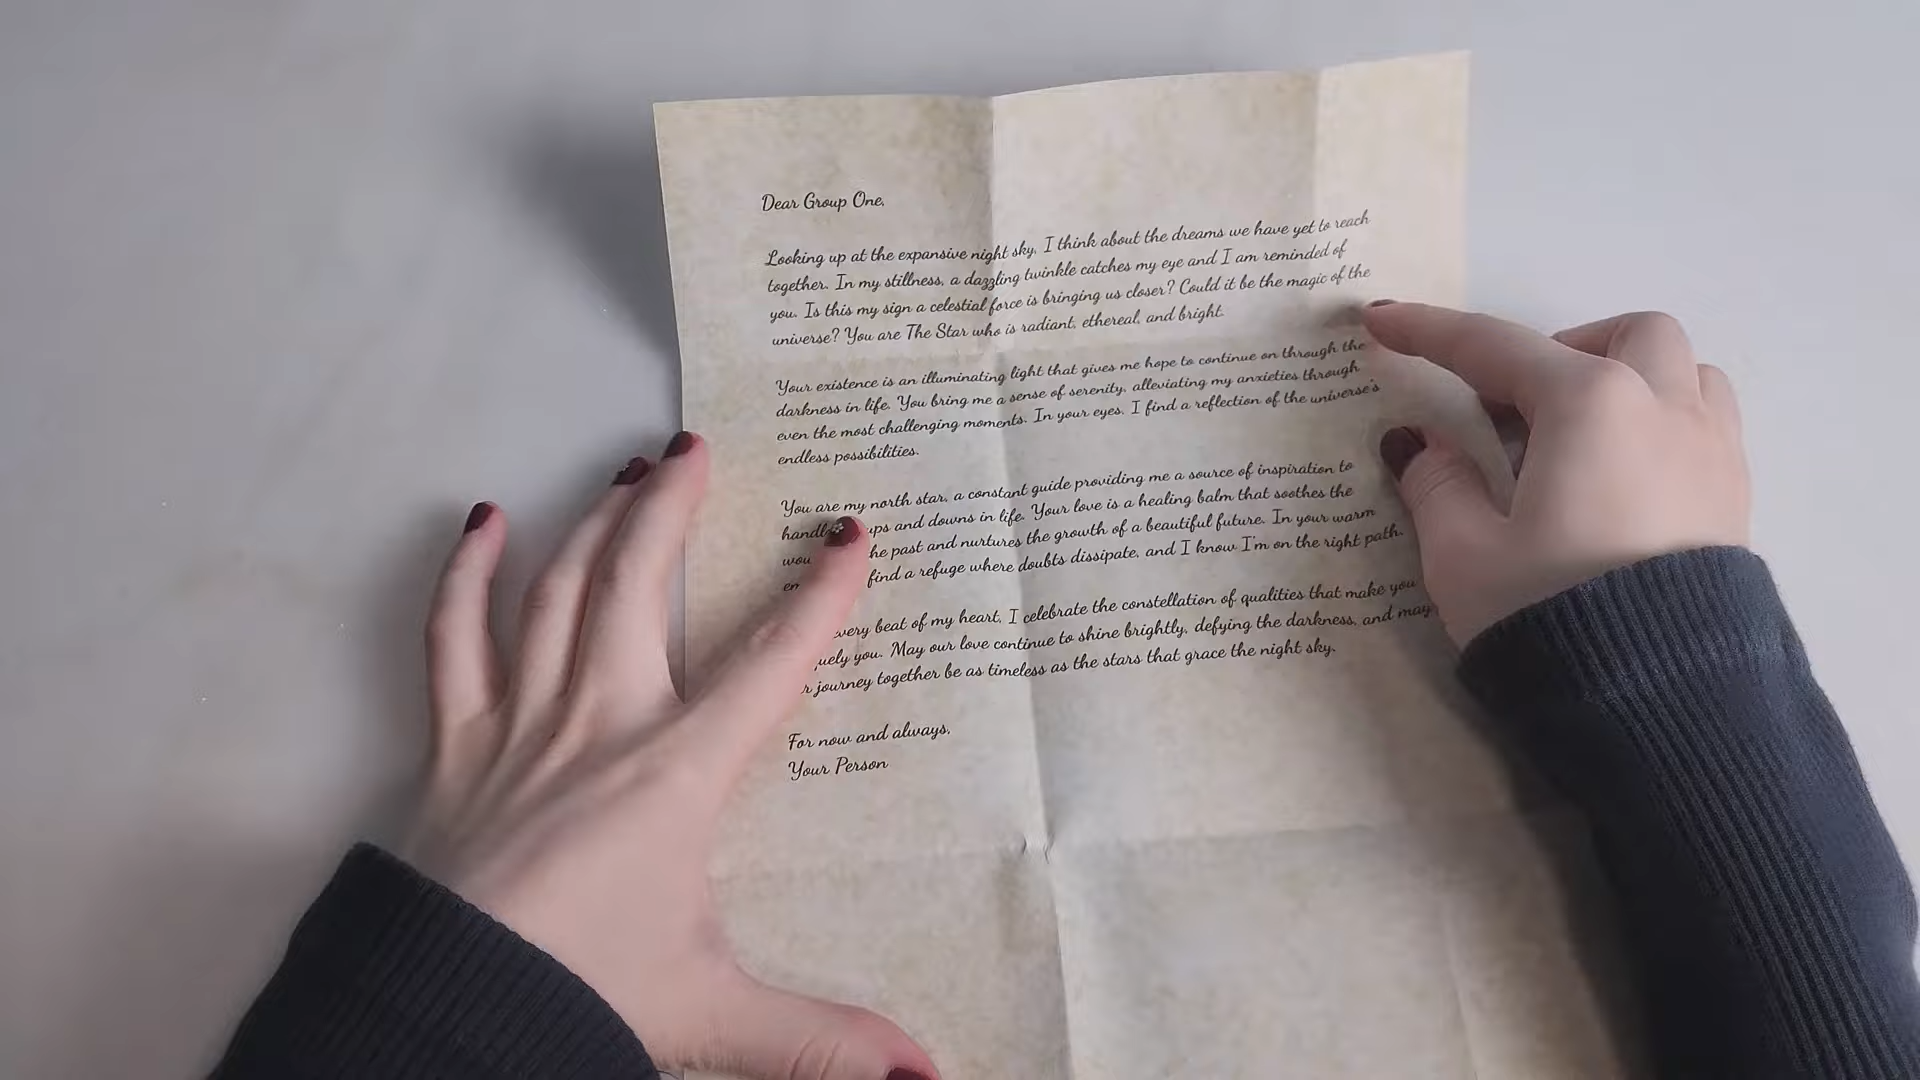 Dear Group One,
Looking up at the expansive night sky, I think about the dreams we have yet to reach
together. In my stillness, a dazzling twinkle catches my eye and I am reminded of
you. Is this my sign a celestial force is bringing us closer? Could it be the magic of the
universe? You are The Star who is radiant, ethereal, and bright.
Your existence is an illuminating light that gives me hope to continue on through the
darkness in life. You bring me a sense of serenity, alleviating my anxieties through
even the most challenging moments. In your eyes, I find a reflection of the universe's
endless possibilities.
You are my north star, a constant guide providing me a source of inspiration to
ups and downs in life. Your love is a healing balm that soothes the
the past and nurtures the growth of a beautiful future. In your warm
find a refuge where doubts dissipate, and I know I'm on the right path.
every beat of my heart, I celebrate the constellation of qualities that make you
you. May our love continue to shine brightly, defying the darkness, and may
journey together be as timeless as the stars that grace the night sky.
For now and always,
Your Person